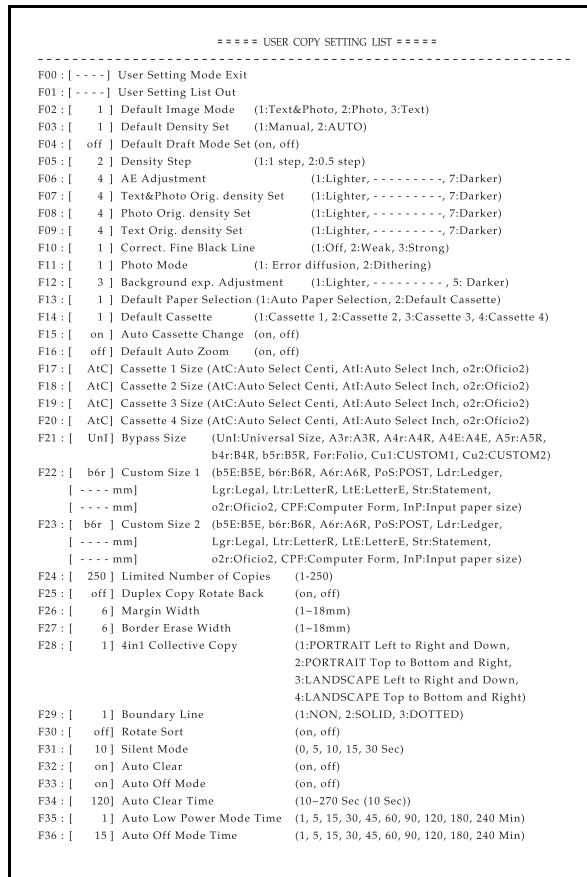 ===== USER COPY SETTING LIST =====
F00 : [ - - - - ] User Setting Mode Exit
F01 : [ - - - - ] User Setting List Out
F02 : [ 1 ] Default Image Mode (1:Text&Photo, 2:Photo, 3:Text)
F03 : [ 1 ] Default Density Set (1:Manual, 2:AUTO)
F04 : [ off ] Default Draft Mode Set (on, off)
F05 : [ 2 ] Density Step (1:1 step, 2:0.5 step)
F06 : [ 4 ] AE Adjustment (1:Lighter, - - - - - - - - -, 7:Darker)
F07 : [ 4 ] Text&Photo Orig. density Set (1:Lighter, - - - - - - - - -, 7:Darker)
F08 : [ 4 ] Photo Orig. density Set (1:Lighter, - - - - - - - - -, 7:Darker)
F09 : [ 4 ] Text Orig. density Set (1:Lighter, - - - - - - - - -, 7:Darker)
F10 : [ 1 ] Correct. Fine Black Line (1:Off, 2:Weak, 3:Strong)
F11 : [ 1 ] Photo Mode (1: Error diffusion, 2:Dithering)
F12 : [ 3 ] Background exp. Adjustment (1:Lighter, - - - - - - - - - , 5: Darker)
F13 : [ 1 ] Default Paper Selection (1:Auto Paper Selection, 2:Default Cassette)
F14 : [ 1 ] Default Cassette (1:Cassette 1, 2:Cassette 2, 3:Cassette 3, 4:Cassette 4)
F15 : [ on ] Auto Cassette Change (on, off)
F16 : [ off ] Default Auto Zoom (on, off)
F17 : [ AtC] Cassette 1 Size (AtC:Auto Select Centi, AtI:Auto Select Inch, o2r:Oficio2)
F18 : [ AtC] Cassette 2 Size (AtC:Auto Select Centi, AtI:Auto Select Inch, o2r:Oficio2)
F19 : [ AtC] Cassette 3 Size (AtC:Auto Select Centi, AtI:Auto Select Inch, o2r:Oficio2)
F20 : [ AtC] Cassette 4 Size (AtC:Auto Select Centi, AtI:Auto Select Inch, o2r:Oficio2)
F21 : [ UnI] Bypass Size (UnI:Universal Size, A3r:A3R, A4r:A4R, A4E:A4E, A5r:A5R,
b4r:B4R, b5r:B5R, For:Folio, Cu1:CUSTOM1, Cu2:CUSTOM2)
F22 : [ b6r ] Custom Size 1 (b5E:B5E, b6r:B6R, A6r:A6R, PoS:POST, Ldr:Ledger,
[ - - - - mm] Lgr:Legal, Ltr:LetterR, LtE:LetterE, Str:Statement,
[ - - - - mm] o2r:Oficio2, CPF:Computer Form, InP:Input paper size)
F23 : [ b6r ] Custom Size 2 (b5E:B5E, b6r:B6R, A6r:A6R, PoS:POST, Ldr:Ledger,
[ - - - - mm] Lgr:Legal, Ltr:LetterR, LtE:LetterE, Str:Statement,
[ - - - - mm] o2r:Oficio2, CPF:Computer Form, InP:Input paper size)
F24 : [ 250 ] Limited Number of Copies (1-250)
F25 : [ off ] Duplex Copy Rotate Back (on, off)
F26 : [ 6] Margin Width (1~18mm)
F27 : [ 6] Border Erase Width (1~18mm)
F28 : [ 1] 4in1 Collective Copy (1:PORTRAIT Left to Right and Down,
2:PORTRAIT Top to Bottom and Right,
3:LANDSCAPE Left to Right and Down,
4:LANDSCAPE Top to Bottom and Right)
F29 : [ 1] Boundary Line (1:NON, 2:SOLID, 3:DOTTED)
F30 : [ off] Rotate Sort (on, off)
F31 : [ 10 ] Silent Mode (0, 5, 10, 15, 30 Sec)
F32 : [ on] Auto Clear (on, off)
F33 : [ on] Auto Off Mode (on, off)
F34 : [ 120] Auto Clear Time (10~270 Sec (10 Sec))
F35 : [ 1] Auto Low Power Mode Time (1, 5, 15, 30, 45, 60, 90, 120, 180, 240 Min)
F36 : [ 15 ] Auto Off Mode Time (1, 5, 15, 30, 45, 60, 90, 120, 180, 240 Min)